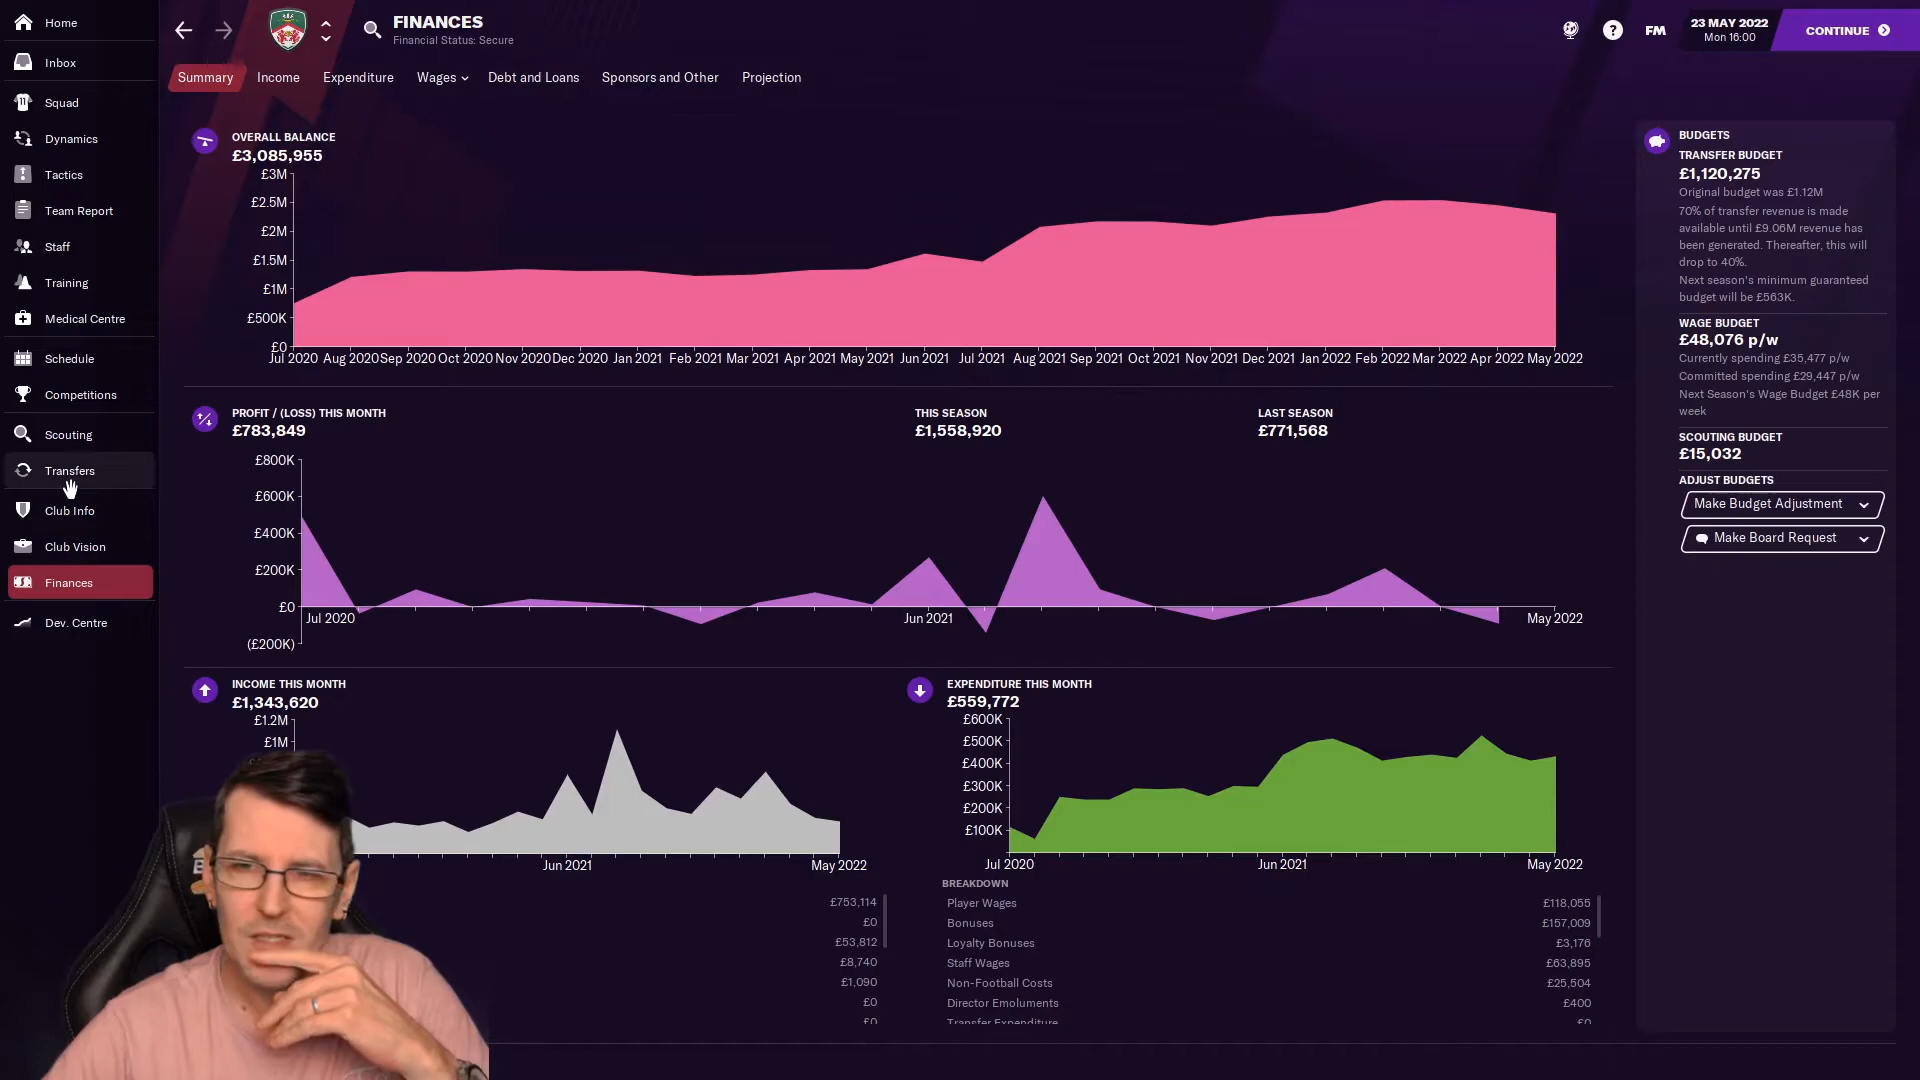 Home
Inbox
Squad
Dynamics
Tactics
Team Report
Staff
Training
Medical Centre
Schedule
Competitions
Scouting
Transfers
Club Info
Club Vision
Finances
Dev. Centre
FINANCES
Financial Status: Secure
FM
23 MAY 2022
Mon 16:00
CONTINUE
Summary Income Expenditure Wages Debt and Loans Sponsors and Other Projection
OVERALL BALANCE
£3,085,955
£3M
£2.5M
£2M
£1.5M
£1M
£500K
£0
Jul 2020 Aug 2020 Sep 2020 Oct 2020 Nov 2020 Dec 2020 Jan 2021 Feb 2021 Mar 2021 Apr 2021 May 2021 Jun 2021 Jul 2021 Aug 2021 Sep 2021 Oct 2021 Nov 2021 Dec 2021 Jan 2022 Feb 2022 Mar 2022 Apr 2022 May 2022
PROFIT / (LOSS) THIS MONTH
£783,849
THIS SEASON
£1,558,920
LAST SEASON
£771,568
£800K
£600K
£400K
£200K
£0
(£200K)
Jul 2020 Jun 2021 May 2022
INCOME THIS MONTH
£1,343,620
£1.2M
£1M
Jun 2021 May 2022
£753,114
£0
£53,812
£8,740
£1,090
£0
£0
EXPENDITURE THIS MONTH
£559,772
£600K
£500K
£400K
£300K
£200K
£100K
Jul 2020 Jun 2021 May 2022
BREAKDOWN
Player Wages £118,055
Bonuses £157,009
Loyalty Bonuses £3,176
Staff Wages £63,895
Non-Football Costs £25,504
Director Emoluments £400
Transfer Expenditure £0
BUDGETS
TRANSFER BUDGET
£1,120,275
Original budget was £1.12M
70% of transfer revenue is made
available until £9.06M revenue has
been generated. Thereafter, this will
drop to 40%.
Next season's minimum guaranteed
budget will be £563K.
WAGE BUDGET
£48,076 p/w
Currently spending £35,477 p/w
Committed spending £29,447 p/w
Next Season's Wage Budget £48K per
week
SCOUTING BUDGET
£15,032
ADJUST BUDGETS
Make Budget Adjustment
Make Board Request